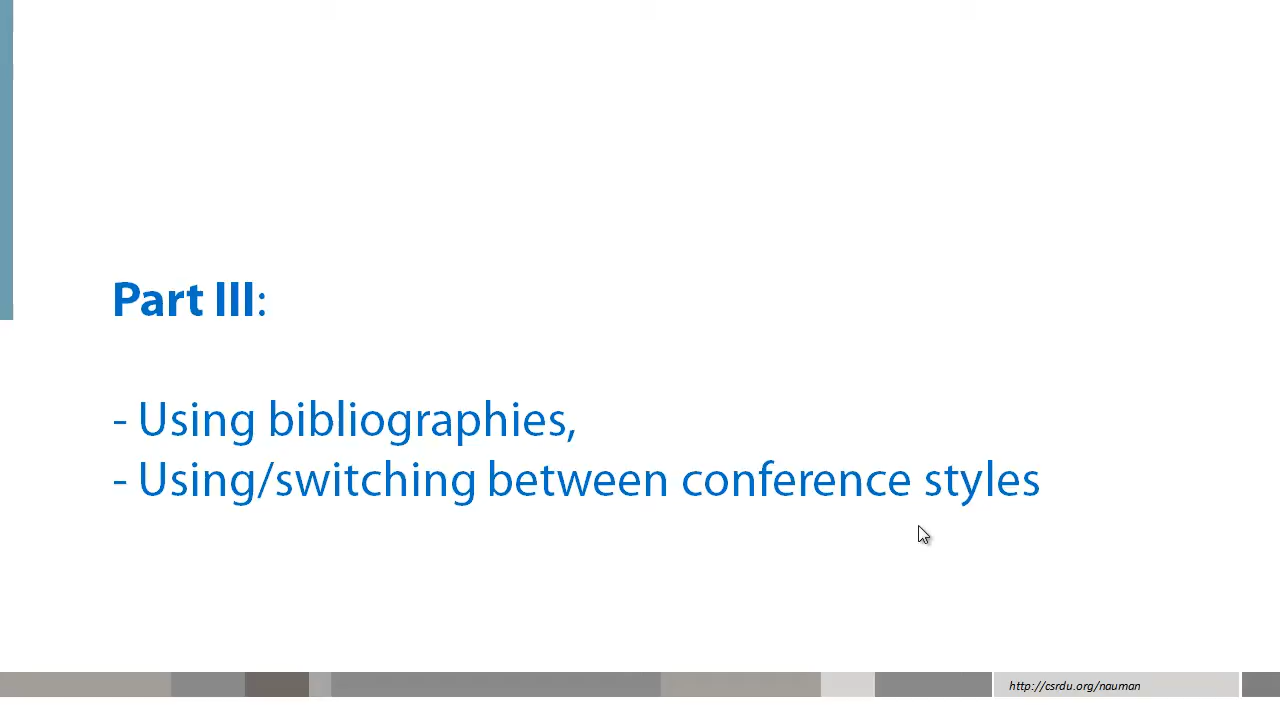 Part III:
- Using bibliographies,
- Using/switching between conference styles
http://csrdu.org/nauman